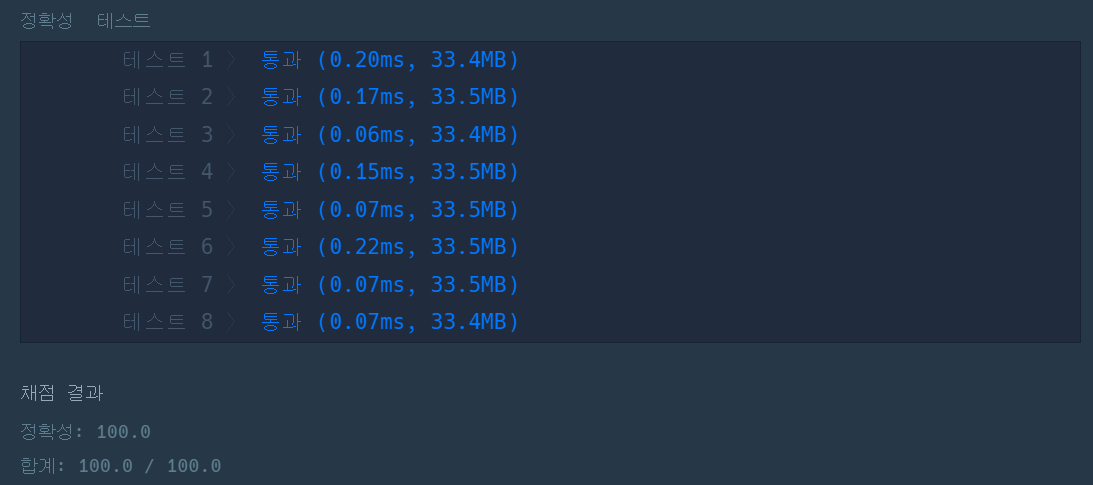 정확성 테스트
테스트 1 〉 통과 (0.20ms, 33.4MB)
테스트 2 〉 통과 (0.17ms, 33.5MB)
테스트 3 〉 통과 (0.06ms, 33.4MB)
테스트 4 〉 통과 (0.15ms, 33.5MB)
테스트 5 〉 통과 (0.07ms, 33.5MB)
테스트 6 〉 통과 (0.22ms, 33.5MB)
테스트 7 〉 통과 (0.07ms, 33.5MB)
테스트 8 〉 통과 (0.07ms, 33.4MB)
채점 결과
정확성: 100.0
합계: 100.0 / 100.0